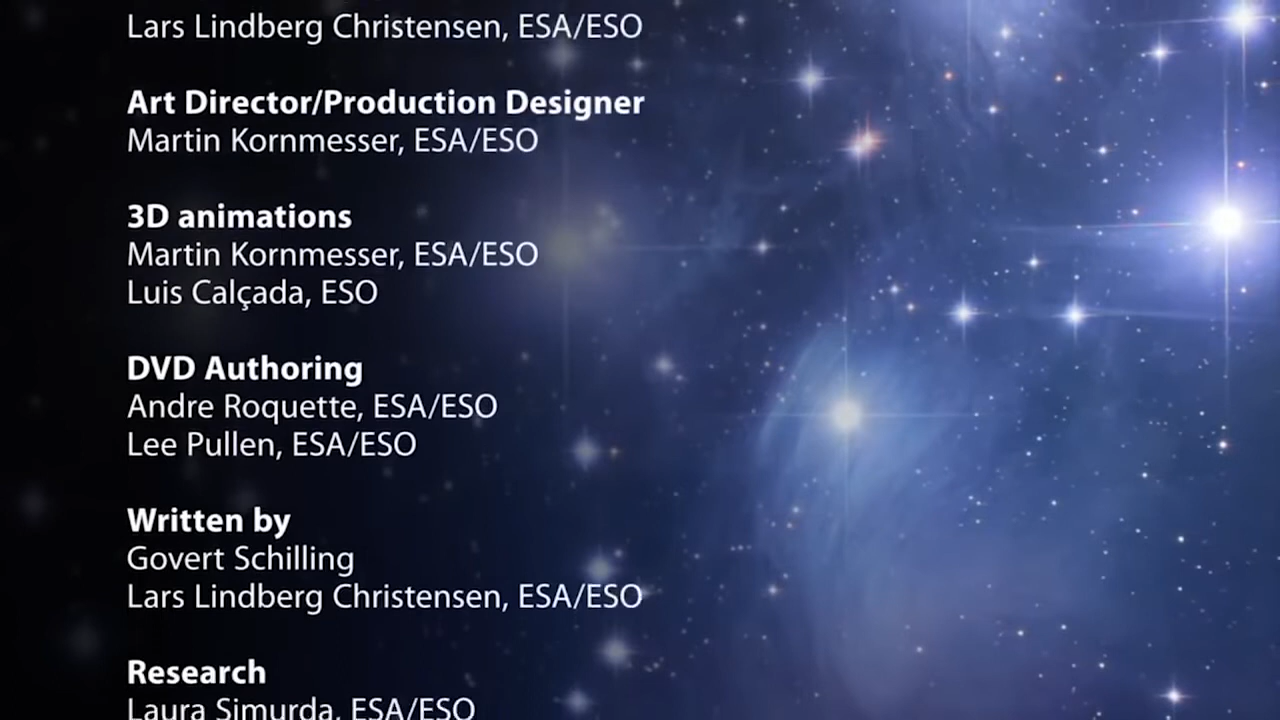 Lars Lindberg Christensen, ESA/ESO
Art Director/Production Designer
Martin Kornmesser, ESA/ESO
3D animations
Martin Kornmesser, ESA/ESO
Luis Calçada, ESO
DVD Authoring
Andre Roquette, ESA/ESO
Lee Pullen, ESA/ESO
Written by
Govert Schilling
Lars Lindberg Christensen, ESA/ESO
Research
Laura Simurda, ESA/ESO